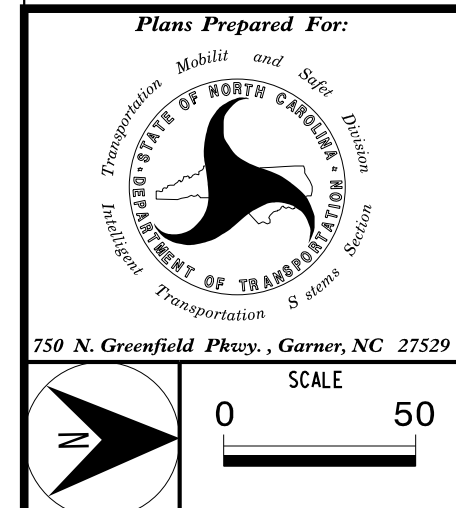 Plans Prepared For:
Transportation Mobilit and Safet Division
STATE OF NORTH CAROLINA
DEPARTMENT OF TRANSPORTATION
Intelligent Transportation S stems Section
750 N. Greenfield Pkwy. , Garner, NC 27529
N
SCALE
0 50